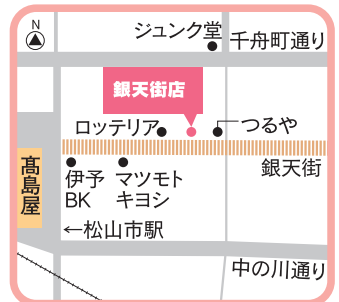 N
ジュンク堂
千舟町通り
銀天街店
ロッテリア
つるや
銀天街
髙島屋
伊予
BK
マツモト
キヨシ
←松山市駅
中の川通り